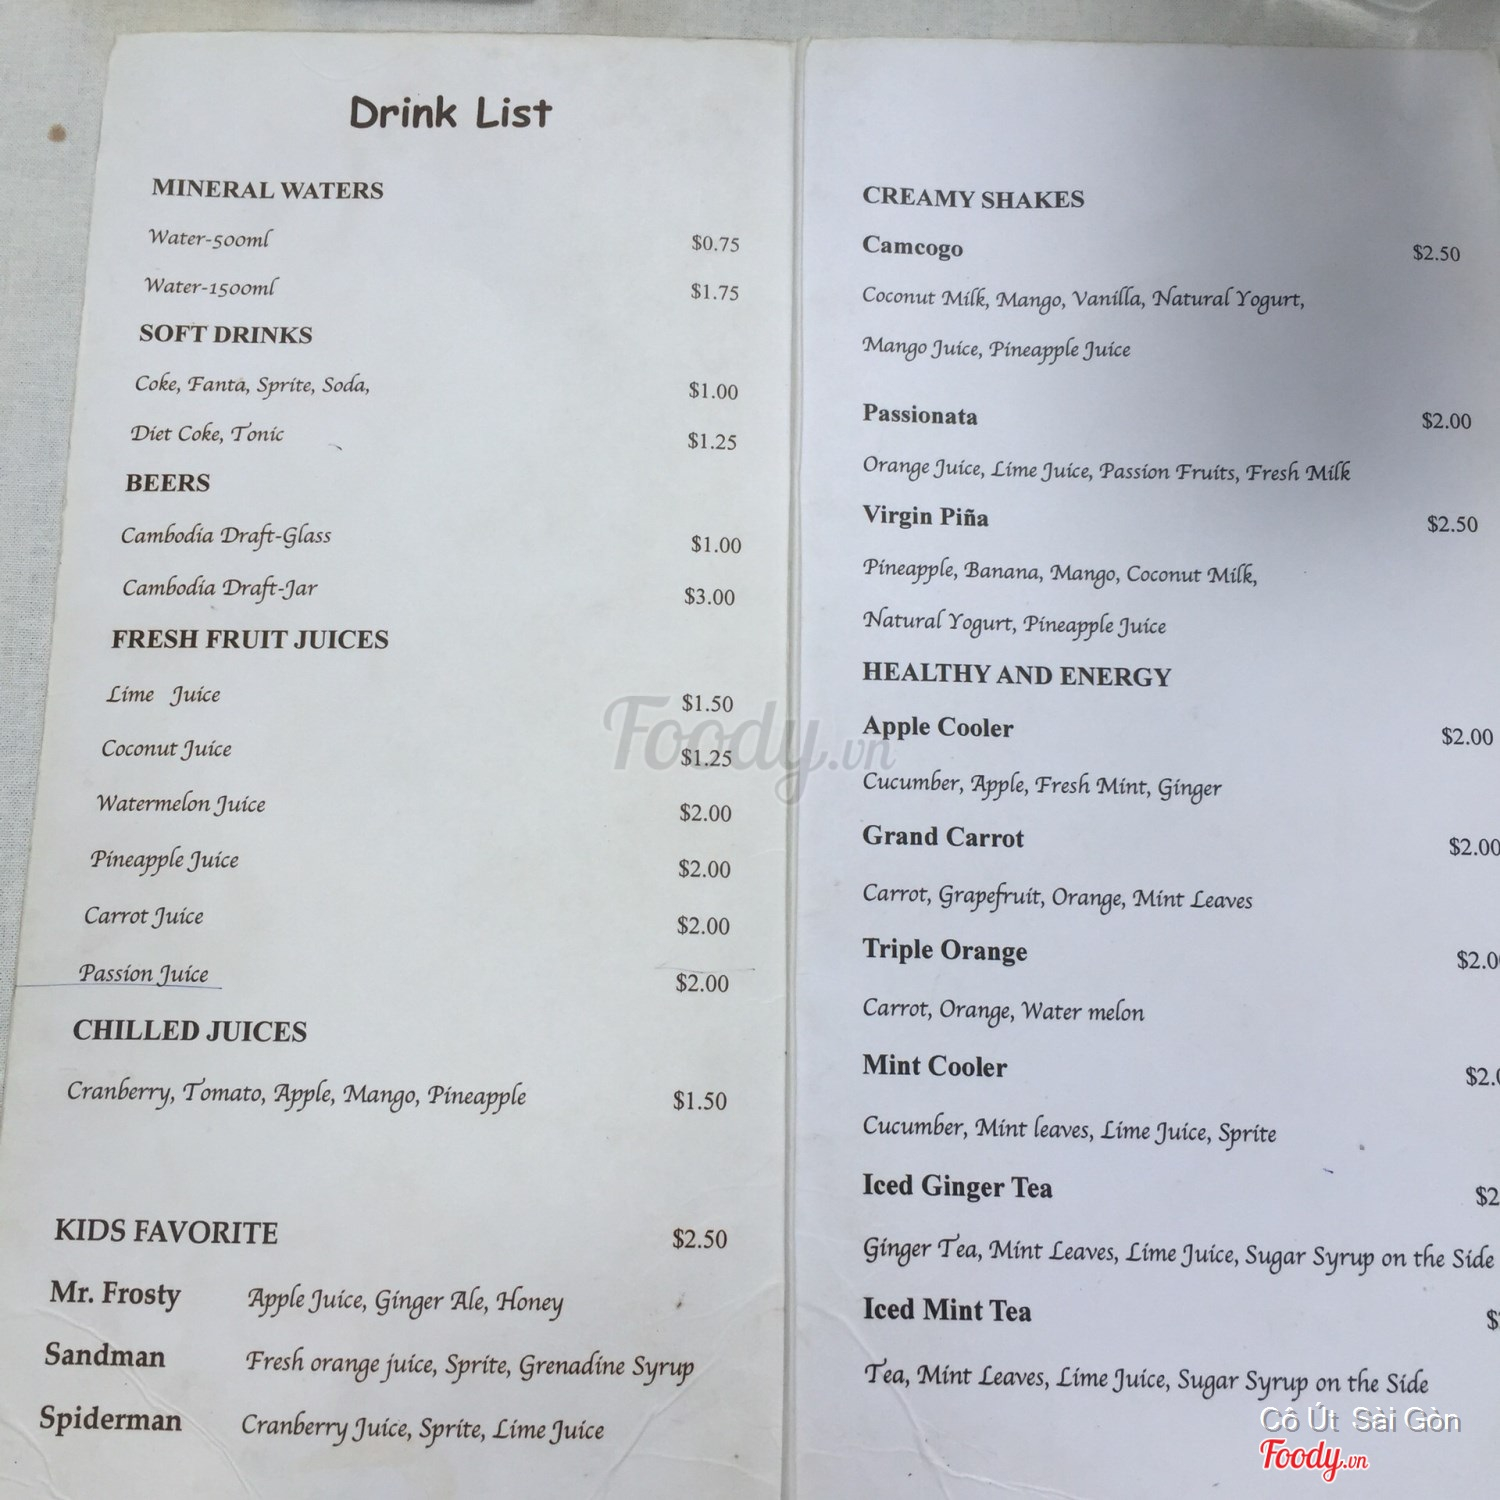 Drink List
MINERAL WATERS
Water-500ml $0.75
Water-1500ml $1.75
SOFT DRINKS
Coke, Fanta, Sprite, Soda, $1.00
Diet Coke, Tonic $1.25
BEERS
Cambodia Draft-Glass $1.00
Cambodia Draft-Jar $3.00
FRESH FRUIT JUICES
Lime Juice $1.50
Coconut Juice $1.25
Watermelon Juice $2.00
Pineapple Juice $2.00
Carrot Juice $2.00
Passion Juice $2.00
CHILLED JUICES
Cranberry, Tomato, Apple, Mango, Pineapple $1.50
KIDS FAVORITE $2.50
Mr. Frosty Apple Juice, Ginger Ale, Honey
Sandman Fresh orange juice, Sprite, Grenadine Syrup
Spiderman Cranberry Juice, Sprite, Lime Juice
CREAMY SHAKES
Camcogo $2.50
Coconut Milk, Mango, Vanilla, Natural Yogurt,
Mango Juice, Pineapple Juice
Passionata $2.00
Orange Juice, Lime Juice, Passion Fruits, Fresh Milk
Virgin Piña $2.50
Pineapple, Banana, Mango, Coconut Milk,
Natural Yogurt, Pineapple Juice
HEALTHY AND ENERGY
Apple Cooler $2.00
Cucumber, Apple, Fresh Mint, Ginger
Grand Carrot $2.00
Carrot, Grapefruit, Orange, Mint Leaves
Triple Orange $2.0
Carrot, Orange, Water melon
Mint Cooler $2.0
Cucumber, Mint leaves, Lime Juice, Sprite
Iced Ginger Tea $2
Ginger Tea, Mint Leaves, Lime Juice, Sugar Syrup on the Side
Iced Mint Tea $
Tea, Mint Leaves, Lime Juice, Sugar Syrup on the Side
Foody.vn
Cô Út Sài Gòn
Foody.vn